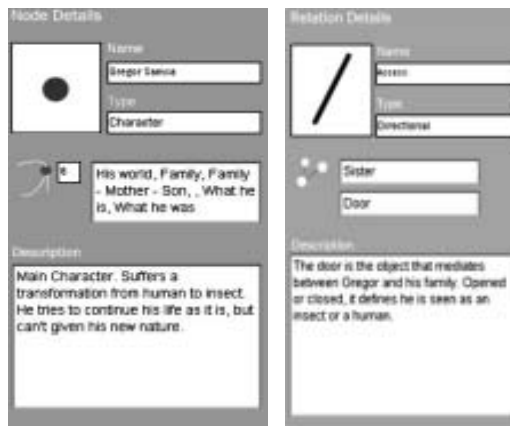 Node Details
Name
Gregor Samsa
Type
Character
6
His world, Family, Family
- Mother - Son, , What he
is, What he was
Description
Main Character. Suffers a
transformation from human to insect.
He tries to continue his life as it is, but
can't given his new nature.
Relation Details
Name
Access
Type
Directional
Sister
Door
Description
The door is the object that mediates
between Gregor and his family. Opened
or closed, it defines he is seen as an
insect or a human.